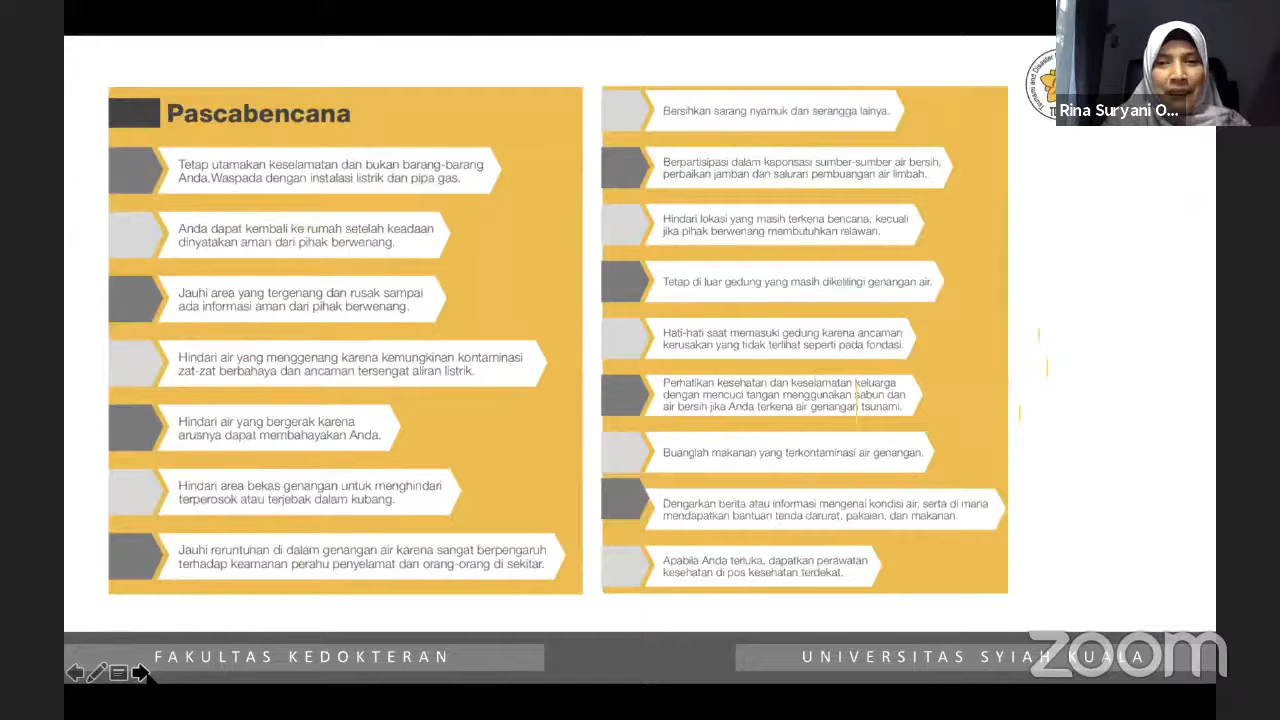 Pascabencana
Tetap utamakan keselamatan dan bukan barang-barang
Anda.Waspada dengan instalasi listrik dan pipa gas.
Anda dapat kembali ke rumah setelah keadaan
dinyatakan aman dari pihak berwenang.
Jauhi area yang tergenang dan rusak sampai
ada informasi aman dari pihak berwenang.
Hindari air yang menggenang karena kemungkinan kontaminasi
zat-zat berbahaya dan ancaman tersengat aliran listrik.
Hindari air yang bergerak karena
arusnya dapat membahayakan Anda.
Hindari area bekas genangan untuk menghindari
terperosok atau terjebak dalam kubang.
Jauhi reruntuhan di dalam genangan air karena sangat berpengaruh
terhadap keamanan perahu penyelamat dan orang-orang di sekitar.
Bersihkan sarang nyamuk dan serangga lainya.
Berpartisipasi dalam kaponsasi sumber-sumber air bersih,
perbaikan jamban dan saluran pembuangan air limbah.
Hindari lokasi yang masih terkena bencana, kecuali
jika pihak berwenang membutuhkan relawan.
Tetap di luar gedung yang masih dikelilingi genangan air.
Hati-hati saat memasuki gedung karena ancaman
kerusakan yang tidak terlihat seperti pada fondasi.
Perhatikan kesehatan dan keselamatan keluarga
dengan mencuci tangan menggunakan sabun dan
air bersih jika Anda terkena air genangan tsunami.
Buanglah makanan yang terkontaminasi air genangan.
Dengarkan berita atau informasi mengenai kondisi air, serta di mana
mendapatkan bantuan tenda darurat, pakaian, dan makanan.
Apabila Anda terluka, dapatkan perawatan
kesehatan di pos kesehatan terdekat.
Rina Suryani O...
FAKULTAS KEDOKTERAN
UNIVERSITAS SYIAH KUALA
zoom